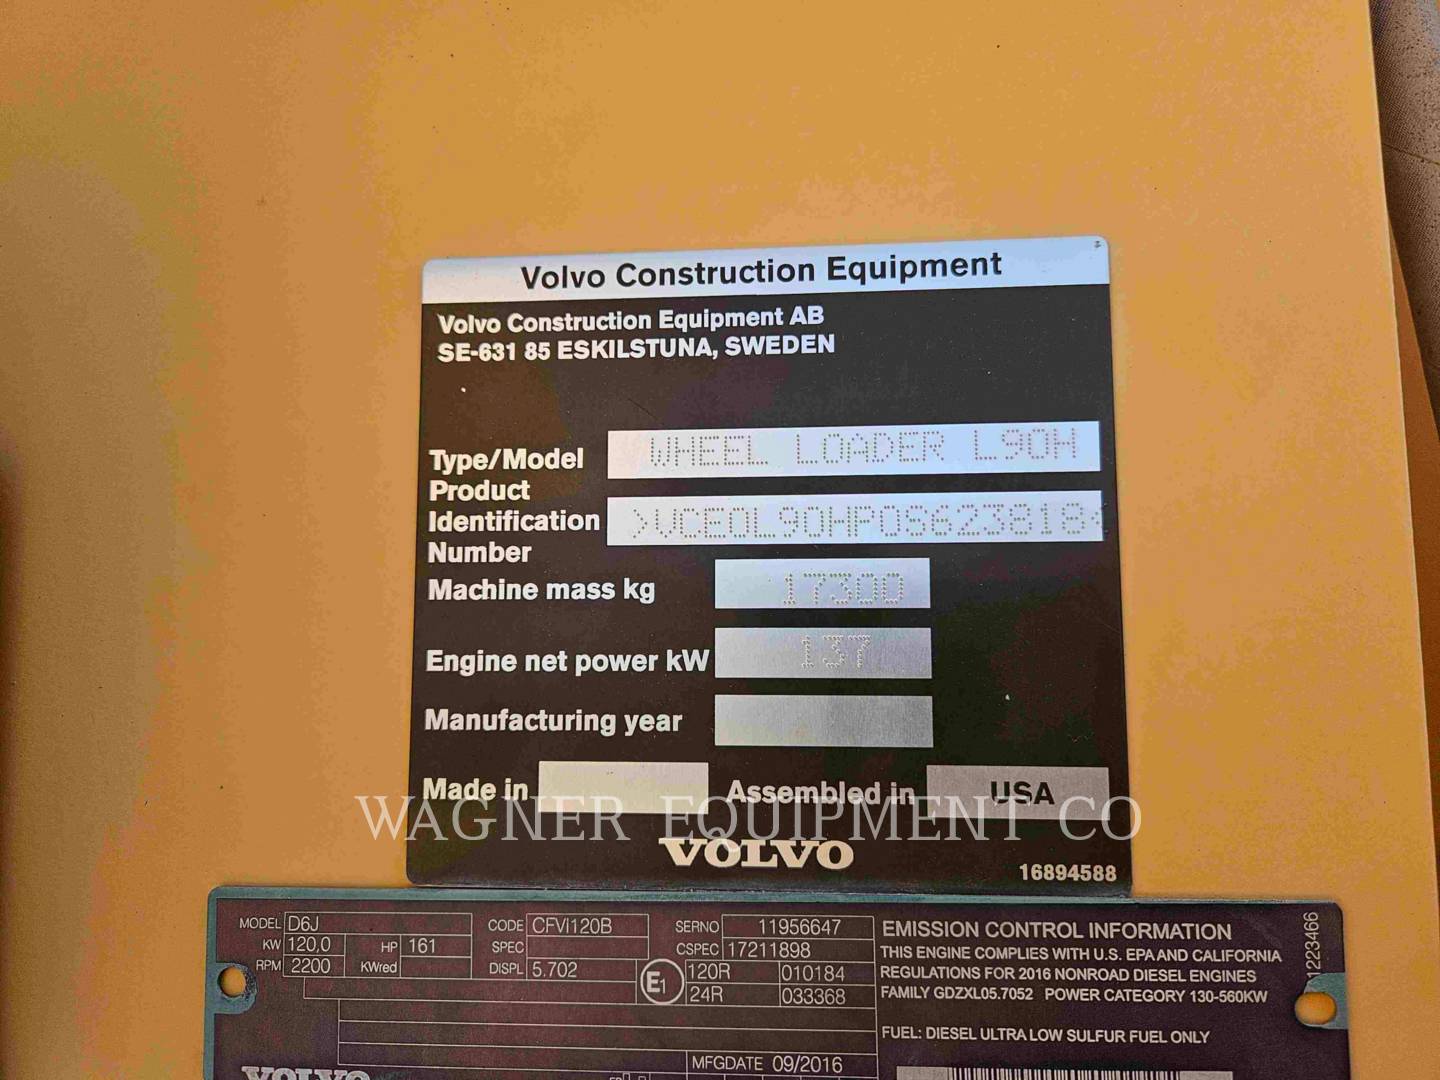 Volvo Construction Equipment
Volvo Construction Equipment AB
SE-631 85 ESKILSTUNA, SWEDEN
Type/Model WHEEL LOADER L90H
Product
Identification >VCE0L90HP0S623818<
Number
Machine mass kg 17300
Engine net power kW 137
Manufacturing year
Made in Assembled in USA
WAGNER EQUIPMENT CO
VOLVO
16894588
MODEL D6J CODE CFVI120B SERNO 11956647
KW 120,0 HP 161 SPEC CSPEC 17211898
RPM 2200 KWred DISPL 5.702 E1 120R 010184
24R 033368
MFGDATE 09/2016
VOLVO
EMISSION CONTROL INFORMATION
THIS ENGINE COMPLIES WITH U.S. EPA AND CALIFORNIA
REGULATIONS FOR 2016 NONROAD DIESEL ENGINES
FAMILY GDZXL05.7052 POWER CATEGORY 130-560KW
FUEL: DIESEL ULTRA LOW SULFUR FUEL ONLY
1223466